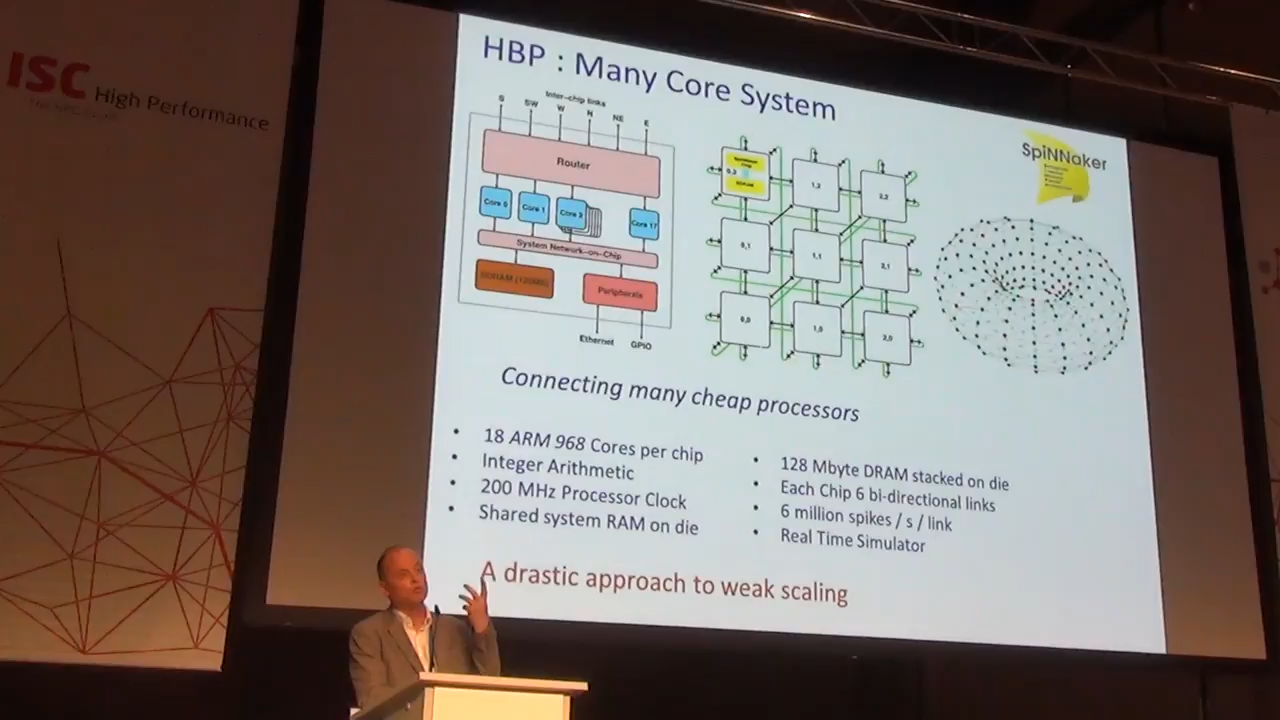 ISC
High Performance
HBP : Many Core System
Inter-chip links
S
SW
W
N
NE
E
Router
Core 0
Core 1
Core 2
Core 17
System Network-on-Chip
Peripherals
Ethernet
GPIO
0,2
1,2
2,2
0,1
1,1
2,1
0,0
1,0
2,0
SpiNNaker
Connecting many cheap processors
• 18 ARM 968 Cores per chip
• Integer Arithmetic
• 200 MHz Processor Clock
• Shared system RAM on die
• 128 Mbyte DRAM stacked on die
• Each Chip 6 bi-directional links
• 6 million spikes / s / link
• Real Time Simulator
A drastic approach to weak scaling